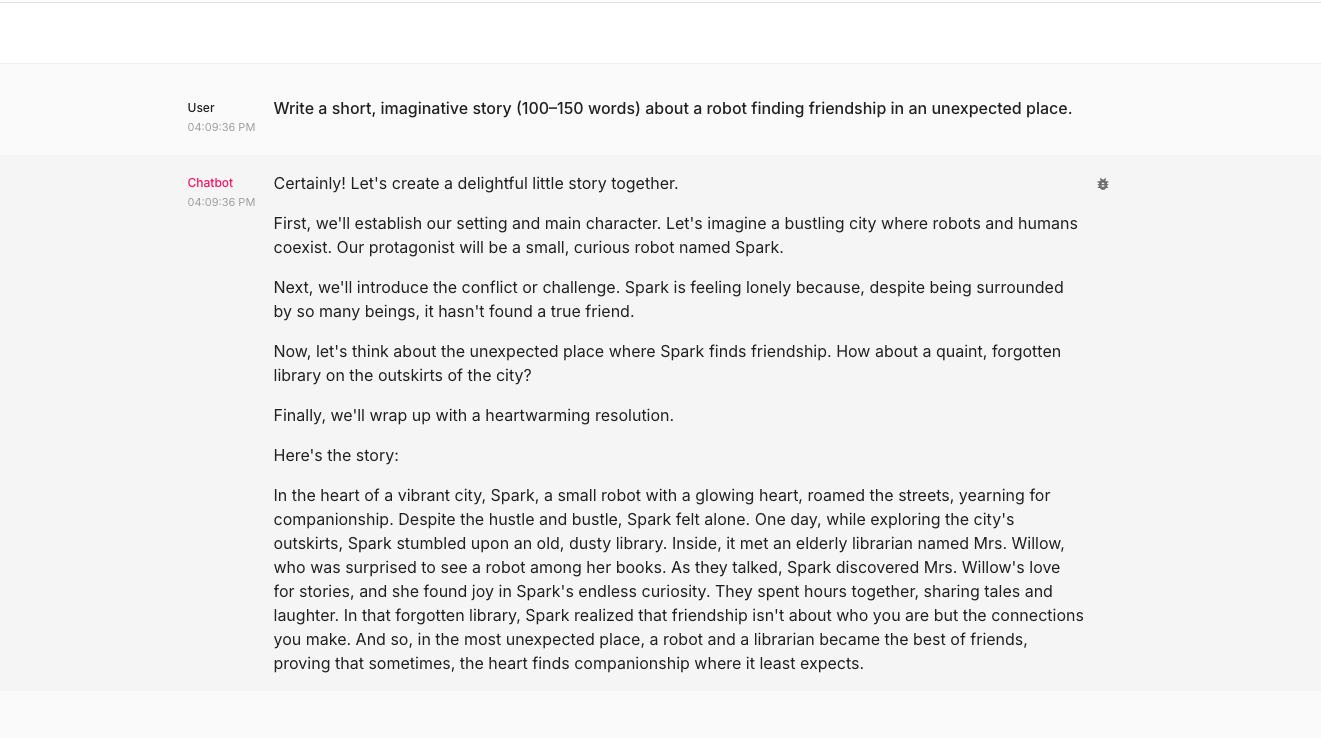 User
04:09:36 PM
Write a short, imaginative story (100–150 words) about a robot finding friendship in an unexpected place.
Chatbot
04:09:36 PM
Certainly! Let's create a delightful little story together.
First, we'll establish our setting and main character. Let's imagine a bustling city where robots and humans
coexist. Our protagonist will be a small, curious robot named Spark.
Next, we'll introduce the conflict or challenge. Spark is feeling lonely because, despite being surrounded
by so many beings, it hasn't found a true friend.
Now, let's think about the unexpected place where Spark finds friendship. How about a quaint, forgotten
library on the outskirts of the city?
Finally, we'll wrap up with a heartwarming resolution.
Here's the story:
In the heart of a vibrant city, Spark, a small robot with a glowing heart, roamed the streets, yearning for
companionship. Despite the hustle and bustle, Spark felt alone. One day, while exploring the city's
outskirts, Spark stumbled upon an old, dusty library. Inside, it met an elderly librarian named Mrs. Willow,
who was surprised to see a robot among her books. As they talked, Spark discovered Mrs. Willow's love
for stories, and she found joy in Spark's endless curiosity. They spent hours together, sharing tales and
laughter. In that forgotten library, Spark realized that friendship isn't about who you are but the connections
you make. And so, in the most unexpected place, a robot and a librarian became the best of friends,
proving that sometimes, the heart finds companionship where it least expects.